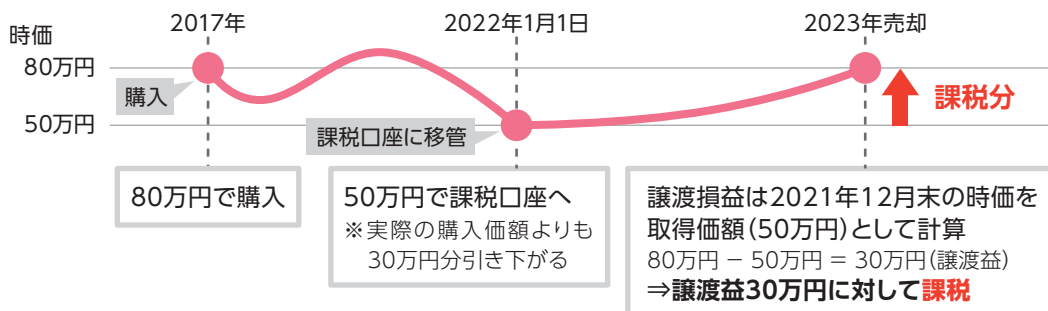 時価
2017年
2022年1月1日
2023年売却
80万円
50万円
購入
課税口座に移管
課税分
80万円で購入
50万円で課税口座へ
※実際の購入価額よりも
30万円分引き下がる
譲渡損益は2021年12月末の時価を
取得価額（50万円）として計算
80万円 − 50万円 = 30万円（譲渡益）
⇒譲渡益30万円に対して課税